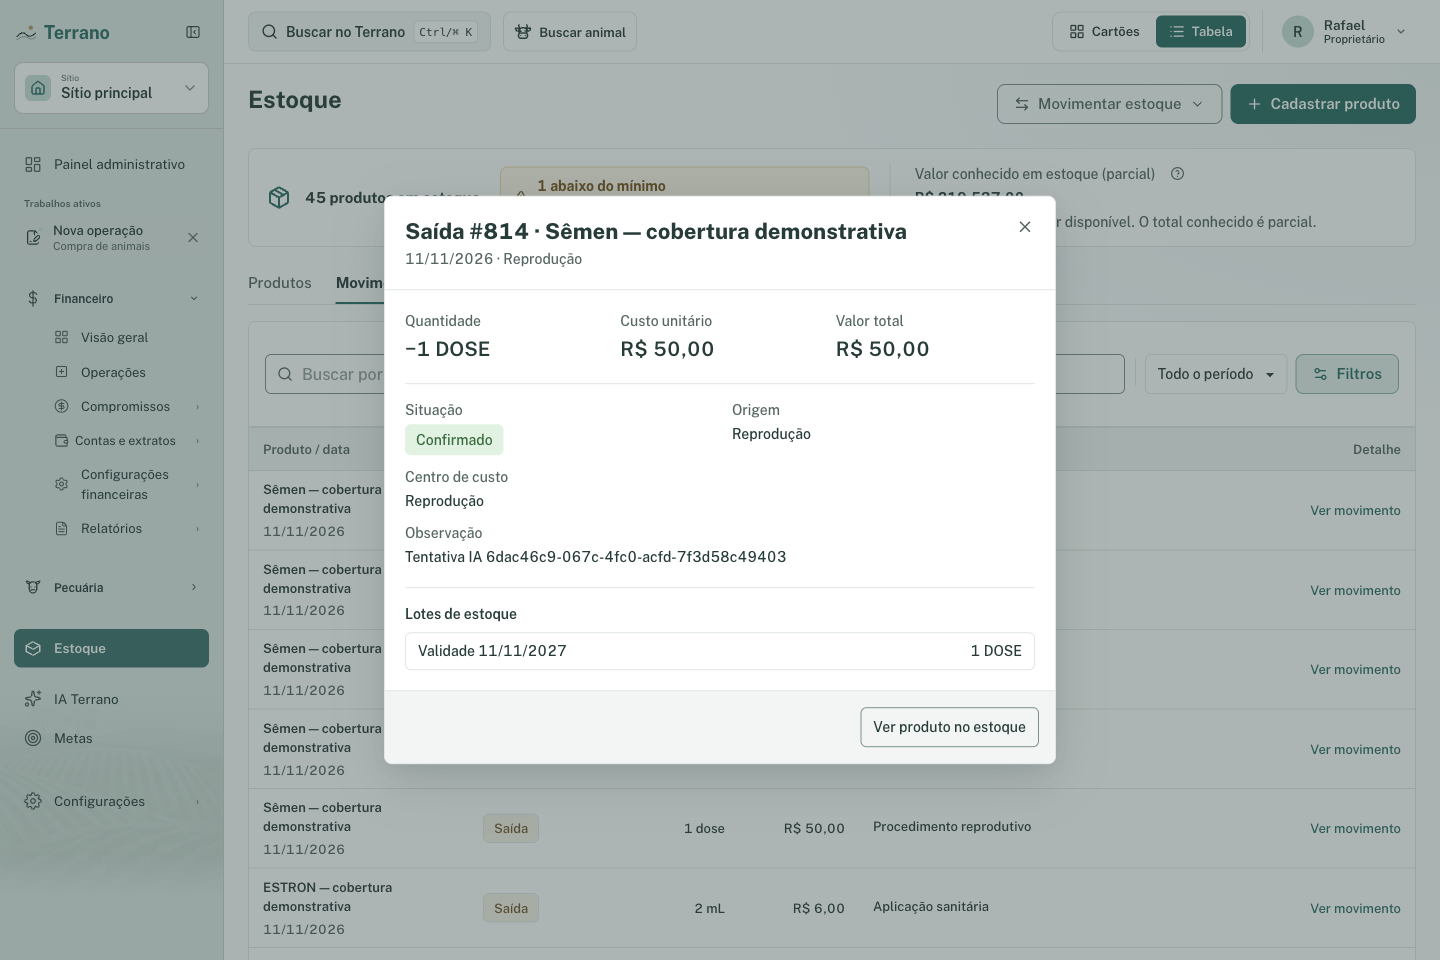 Terrano
Buscar no Terrano
Ctrl/⌘ K
Buscar animal
Cartões
Tabela
R
Rafael
Proprietário
Sítio
Sítio principal
Painel administrativo
Trabalhos ativos
Nova operação
Compra de animais
Financeiro
Visão geral
Operações
Compromissos
Contas e extratos
Configurações
financeiras
Relatórios
Pecuária
Estoque
IA Terrano
Metas
Configurações
Estoque
Movimentar estoque
Cadastrar produto
45 produtos em estoque
1 abaixo do mínimo
Valor conhecido em estoque (parcial)
disponível. O total conhecido é parcial.
Produtos
Buscar por
Todo o período
Filtros
Produto / data
Detalhe
Sêmen — cobertura
demonstrativa
11/11/2026
Ver movimento
Sêmen — cobertura
demonstrativa
11/11/2026
Ver movimento
Sêmen — cobertura
demonstrativa
11/11/2026
Ver movimento
Sêmen — cobertura
demonstrativa
11/11/2026
Ver movimento
Sêmen — cobertura
demonstrativa
11/11/2026
Saída
1 dose
R$ 50,00
Procedimento reprodutivo
Ver movimento
ESTRON — cobertura
demonstrativa
11/11/2026
Saída
2 mL
R$ 6,00
Aplicação sanitária
Ver movimento
Saída #814 · Sêmen — cobertura demonstrativa
11/11/2026 · Reprodução
Quantidade
−1 DOSE
Custo unitário
R$ 50,00
Valor total
R$ 50,00
Situação
Confirmado
Origem
Reprodução
Centro de custo
Reprodução
Observação
Tentativa IA 6dac46c9-067c-4fc0-acfd-7f3d58c49403
Lotes de estoque
Validade 11/11/2027
1 DOSE
Ver produto no estoque